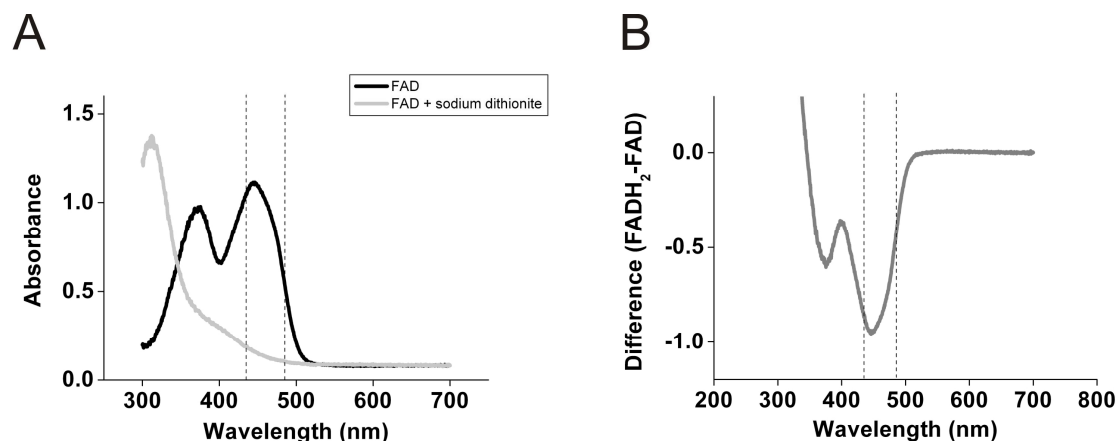 A
B
FAD
FAD + sodium dithionite
Absorbance
1.5
1.0
0.5
0.0
300
400
500
600
700
Wavelength (nm)
Difference (FADH₂-FAD)
0.0
-0.5
-1.0
200
300
400
500
600
700
800
Wavelength (nm)